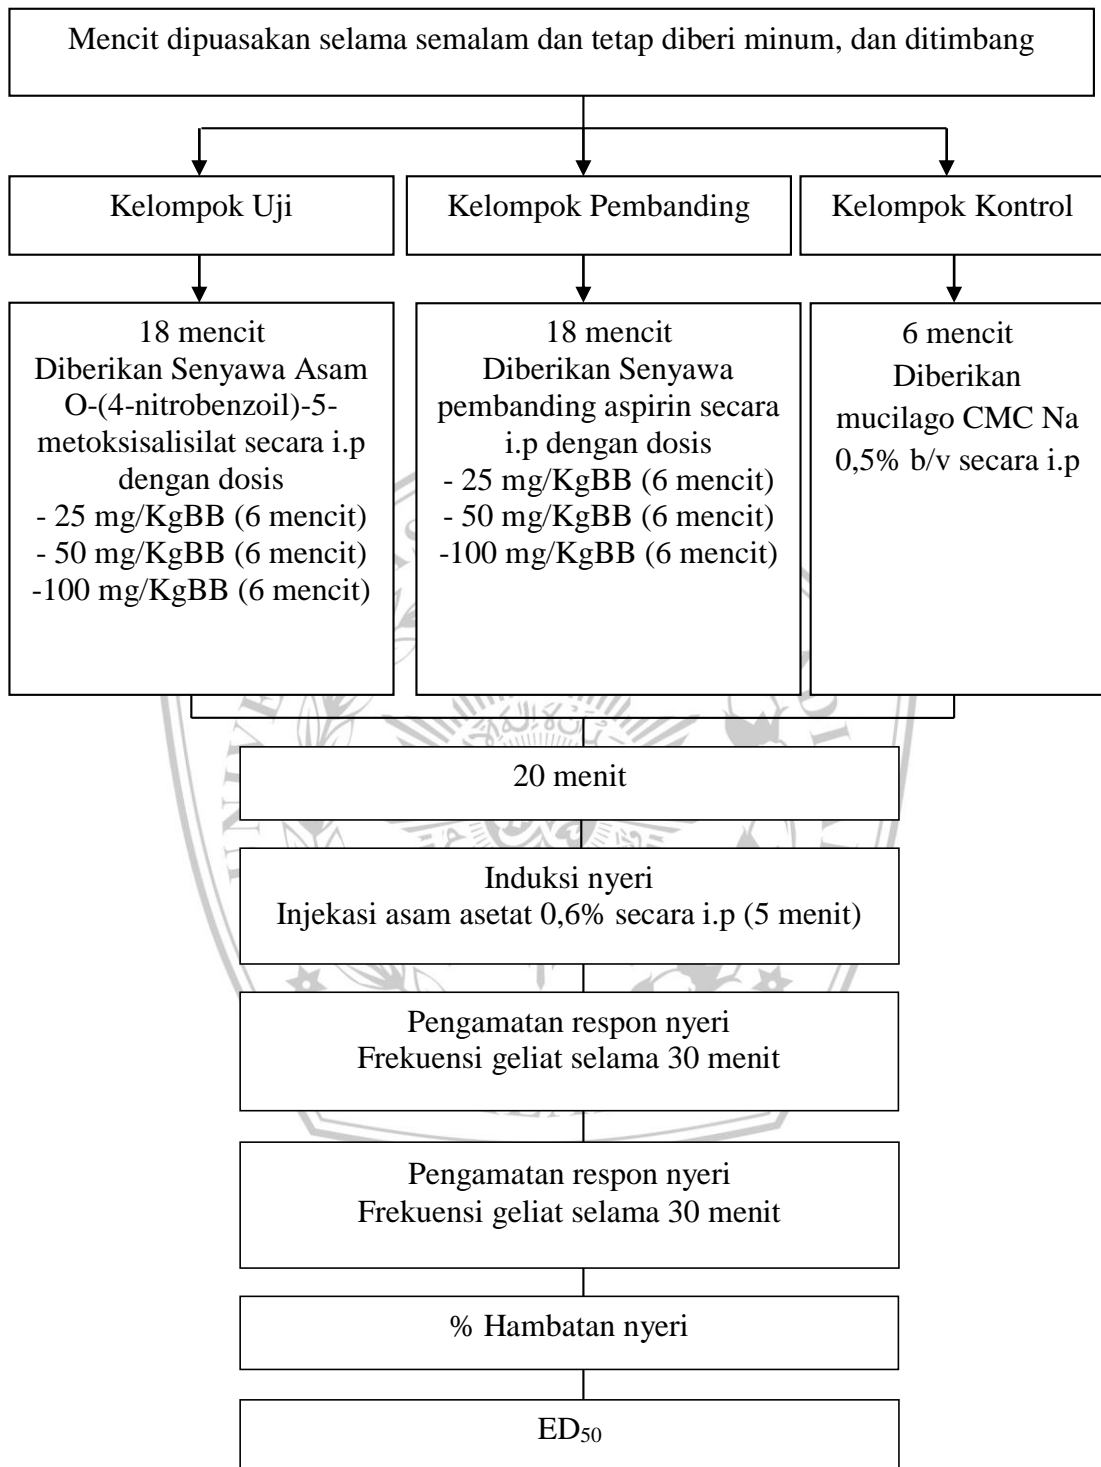 Mencit dipuasakan selama semalam dan tetap diberi minum, dan ditimbang
Kelompok Uji
Kelompok Pembanding
Kelompok Kontrol
18 mencit
Diberikan Senyawa Asam
O-(4-nitrobenzoil)-5-
metoksisalisilat secara i.p
dengan dosis
- 25 mg/KgBB (6 mencit)
- 50 mg/KgBB (6 mencit)
-100 mg/KgBB (6 mencit)
18 mencit
Diberikan Senyawa
pembanding aspirin secara
i.p dengan dosis
- 25 mg/KgBB (6 mencit)
- 50 mg/KgBB (6 mencit)
-100 mg/KgBB (6 mencit)
6 mencit
Diberikan
mucilago CMC Na
0,5% b/v secara i.p
20 menit
Induksi nyeri
Injekasi asam asetat 0,6% secara i.p (5 menit)
Pengamatan respon nyeri
Frekuensi geliat selama 30 menit
Pengamatan respon nyeri
Frekuensi geliat selama 30 menit
% Hambatan nyeri
ED50